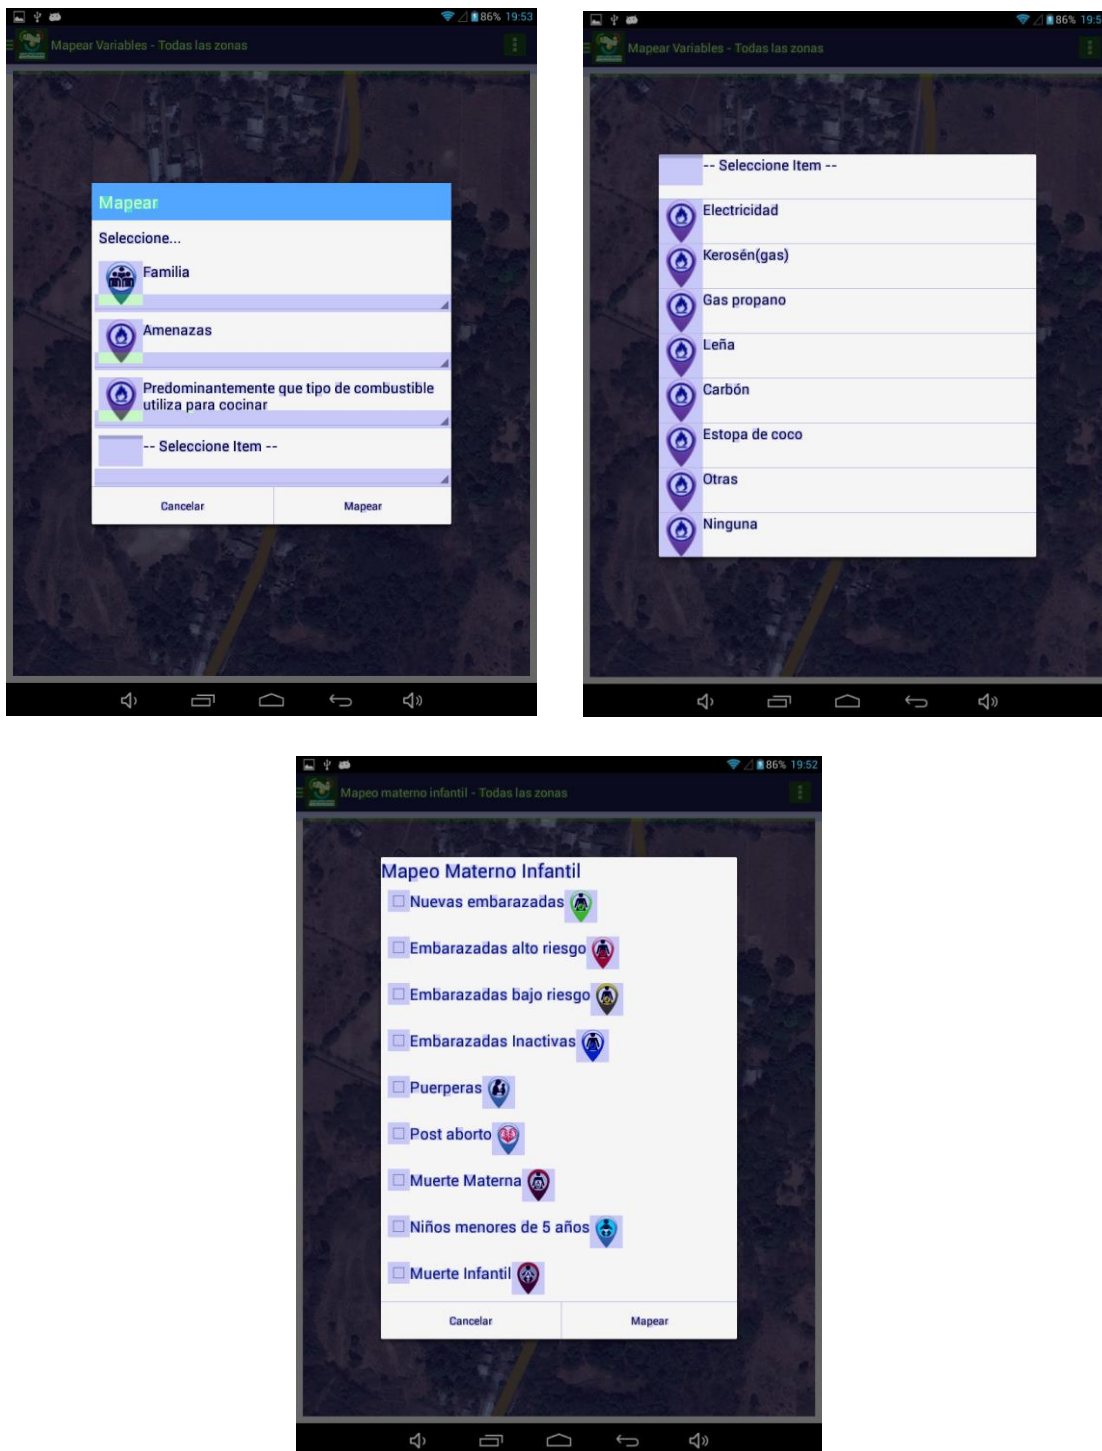 86% 19:53
Mapear Variables - Todas las zonas
Mapear
Seleccione...
Familia
Amenazas
Predominantemente que tipo de combustible
utiliza para cocinar
-- Seleccione Item --
Cancelar Mapear
86% 19:5
Mapear Variables - Todas las zonas
-- Seleccione Item --
Electricidad
Kerosén(gas)
Gas propano
Leña
Carbón
Estopa de coco
Otras
Ninguna
86% 19:52
Mapeo materno infantil - Todas las zonas
Mapeo Materno Infantil
Nuevas embarazadas
Embarazadas alto riesgo
Embarazadas bajo riesgo
Embarazadas Inactivas
Puerperas
Post aborto
Muerte Materna
Niños menores de 5 años
Muerte Infantil
Cancelar Mapear